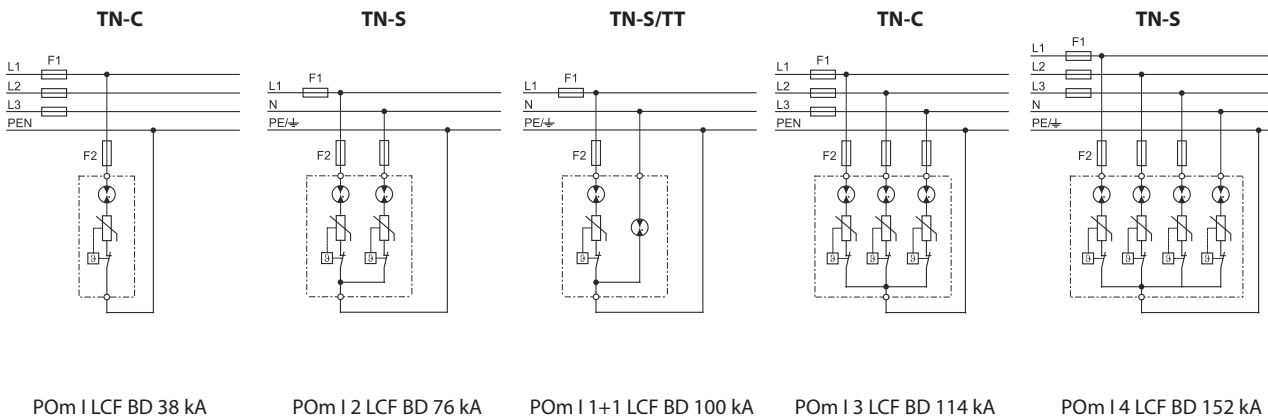 TN-C
TN-S
TN-S/TT
TN-C
TN-S
L1 F1
L2
L3
PEN
F2
ϑ
L1 F1
N
PE/⏚
F2
ϑ ϑ
L1 F1
N
PE/⏚
F2
ϑ
L1 F1
L2
L3
PEN
F2
ϑ ϑ ϑ
L1 F1
L2
L3
N
PE/⏚
F2
ϑ ϑ ϑ ϑ
POm I LCF BD 38 kA
POm I 2 LCF BD 76 kA
POm I 1+1 LCF BD 100 kA
POm I 3 LCF BD 114 kA
POm I 4 LCF BD 152 kA